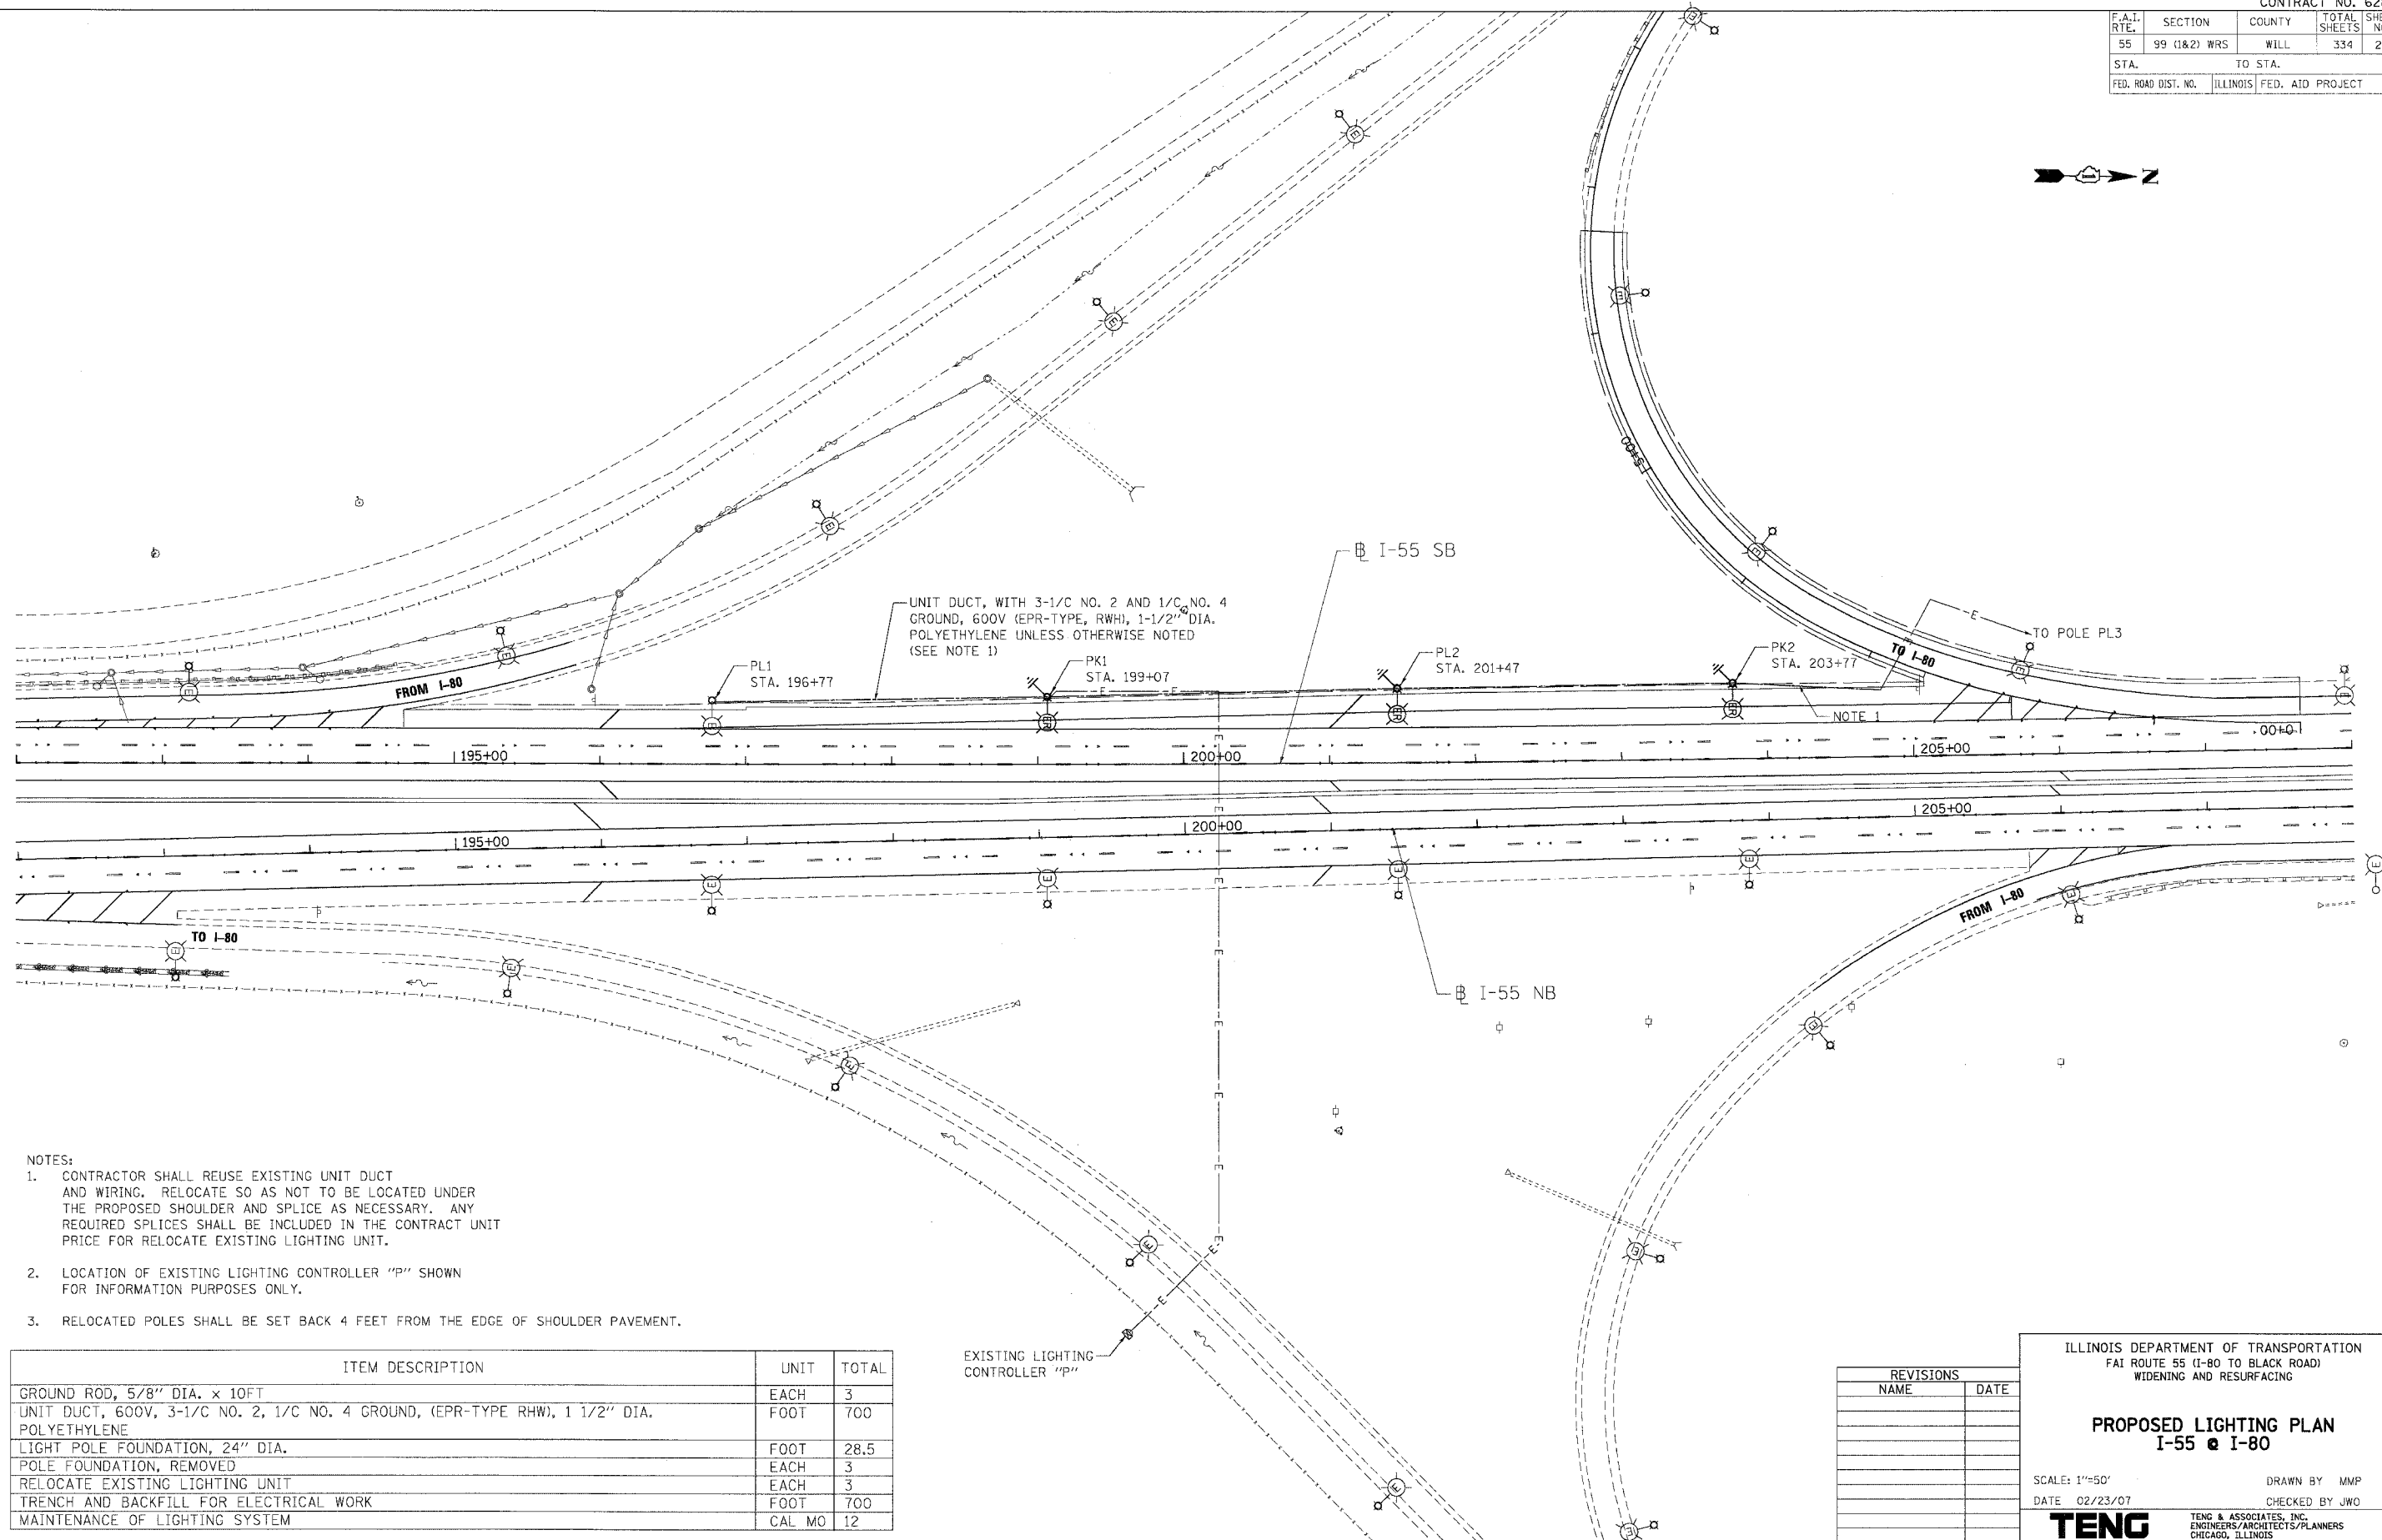 CONTRACT NO.
F.A.I. RTE. SECTION COUNTY TOTAL SHEETS
55 99 (1&2) WRS WILL 334
STA. TO STA.
FED. ROAD DIST. NO. ILLINOIS FED. AID PROJECT
N
I-55 SB
UNIT DUCT, WITH 3-1/C NO. 2 AND 1/C NO. 4
GROUND, 600V (EPR-TYPE, RWH), 1-1/2" DIA.
POLYETHYLENE UNLESS OTHERWISE NOTED
(SEE NOTE 1)
E
TO POLE PL3
PL1
STA. 196+77
PK1
STA. 199+07
PL2
STA. 201+47
PK2
STA. 203+77
TO I-80
FROM I-80
NOTE 1
ER ER ER
195+00
200+00
205+00
0+00
195+00
200+00
205+00
TO I-80
FROM I-80
I-55 NB
NOTES:
1. CONTRACTOR SHALL REUSE EXISTING UNIT DUCT
AND WIRING. RELOCATE SO AS NOT TO BE LOCATED UNDER
THE PROPOSED SHOULDER AND SPLICE AS NECESSARY. ANY
REQUIRED SPLICES SHALL BE INCLUDED IN THE CONTRACT UNIT
PRICE FOR RELOCATE EXISTING LIGHTING UNIT.
2. LOCATION OF EXISTING LIGHTING CONTROLLER "P" SHOWN
FOR INFORMATION PURPOSES ONLY.
3. RELOCATED POLES SHALL BE SET BACK 4 FEET FROM THE EDGE OF SHOULDER PAVEMENT.
EXISTING LIGHTING
CONTROLLER "P"
ITEM DESCRIPTION UNIT TOTAL
GROUND ROD, 5/8" DIA. x 10FT EACH 3
UNIT DUCT, 600V, 3-1/C NO. 2, 1/C NO. 4 GROUND, (EPR-TYPE RHW), 1 1/2" DIA. FOOT 700
POLYETHYLENE
LIGHT POLE FOUNDATION, 24" DIA. FOOT 28.5
POLE FOUNDATION, REMOVED EACH 3
RELOCATE EXISTING LIGHTING UNIT EACH 3
TRENCH AND BACKFILL FOR ELECTRICAL WORK FOOT 700
MAINTENANCE OF LIGHTING SYSTEM CAL MO 12
REVISIONS
NAME DATE
ILLINOIS DEPARTMENT OF TRANSPORTATION
FAI ROUTE 55 (I-80 TO BLACK ROAD)
WIDENING AND RESURFACING
PROPOSED LIGHTING PLAN
I-55 @ I-80
SCALE: 1"=50' DRAWN BY MMP
DATE 02/23/07 CHECKED BY JWO
TENG
TENG & ASSOCIATES, INC.
ENGINEERS/ARCHITECTS/PLANNERS
CHICAGO, ILLINOIS